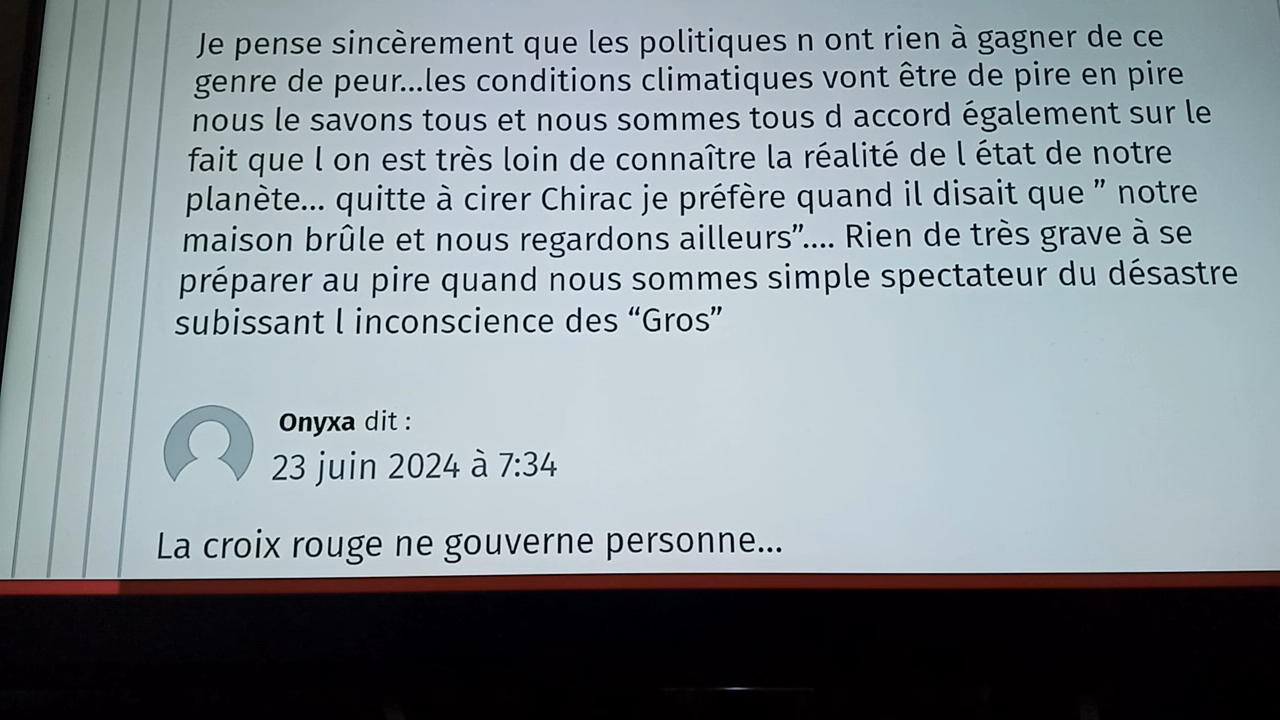 Je pense sincèrement que les politiques n ont rien à gagner de ce
genre de peur...les conditions climatiques vont être de pire en pire
nous le savons tous et nous sommes tous d accord également sur le
fait que l on est très loin de connaître la réalité de l état de notre
planète... quitte à cirer Chirac je préfère quand il disait que ” notre
maison brûle et nous regardons ailleurs”.... Rien de très grave à se
préparer au pire quand nous sommes simple spectateur du désastre
subissant l inconscience des “Gros”
Onyxa dit :
23 juin 2024 à 7:34
La croix rouge ne gouverne personne...